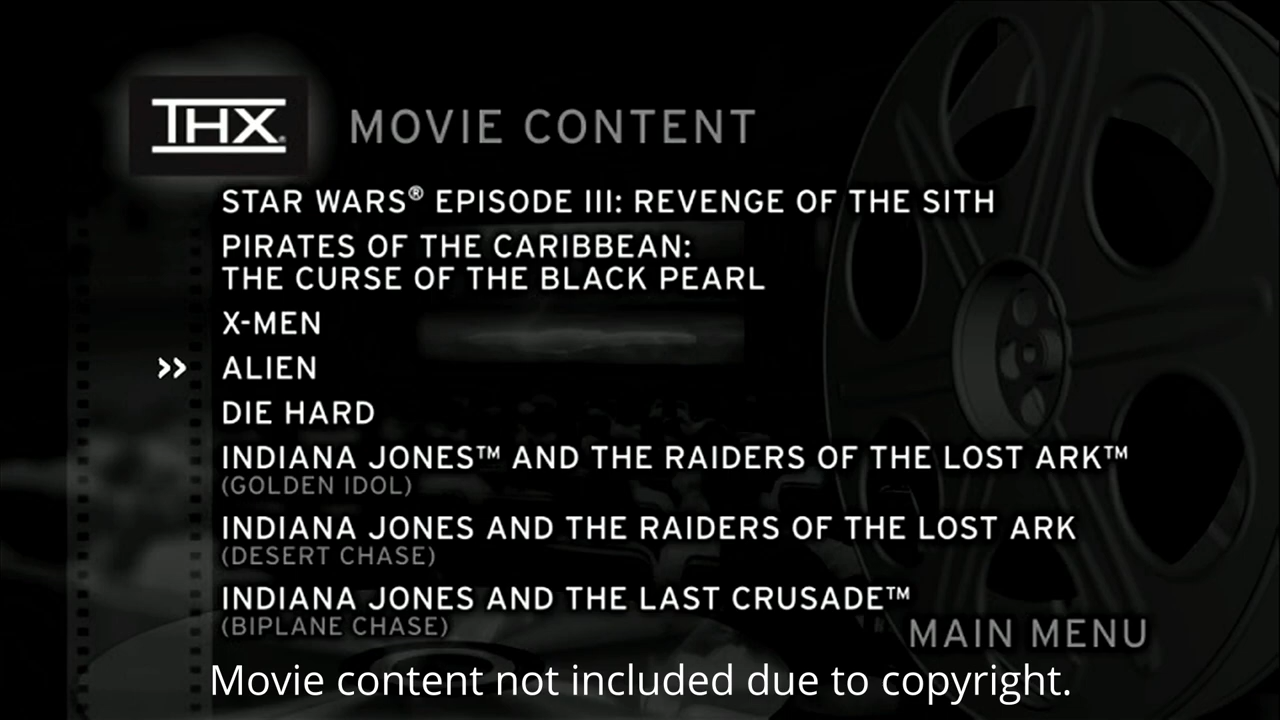 THX
MOVIE CONTENT
STAR WARS® EPISODE III: REVENGE OF THE SITH
PIRATES OF THE CARIBBEAN:
THE CURSE OF THE BLACK PEARL
X-MEN
>> ALIEN
DIE HARD
INDIANA JONES™ AND THE RAIDERS OF THE LOST ARK™
(GOLDEN IDOL)
INDIANA JONES AND THE RAIDERS OF THE LOST ARK
(DESERT CHASE)
INDIANA JONES AND THE LAST CRUSADE™
(BIPLANE CHASE)
MAIN MENU
Movie content not included due to copyright.